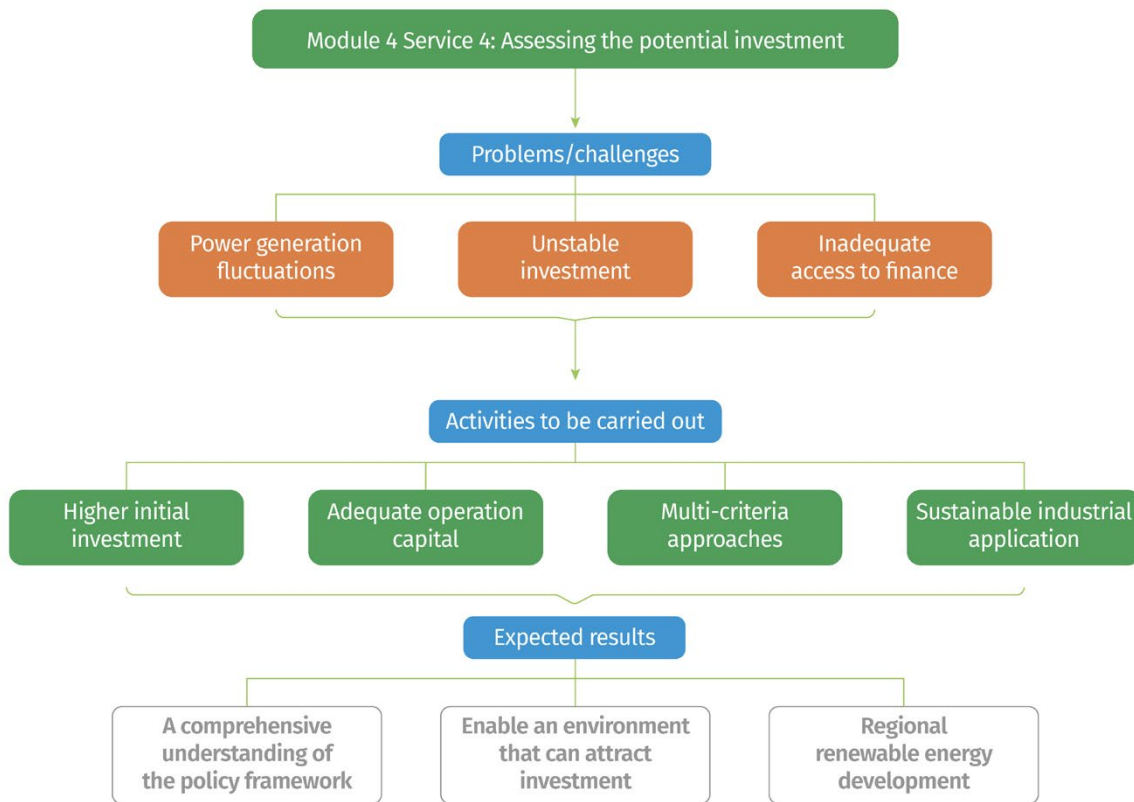 Module 4 Service 4: Assessing the potential investment
Problems/challenges
Power generation
fluctuations
Unstable
investment
Inadequate
access to finance
Activities to be carried out
Higher initial
investment
Adequate operation
capital
Multi-criteria
approaches
Sustainable industrial
application
Expected results
A comprehensive
understanding of
the policy framework
Enable an environment
that can attract
investment
Regional
renewable energy
development